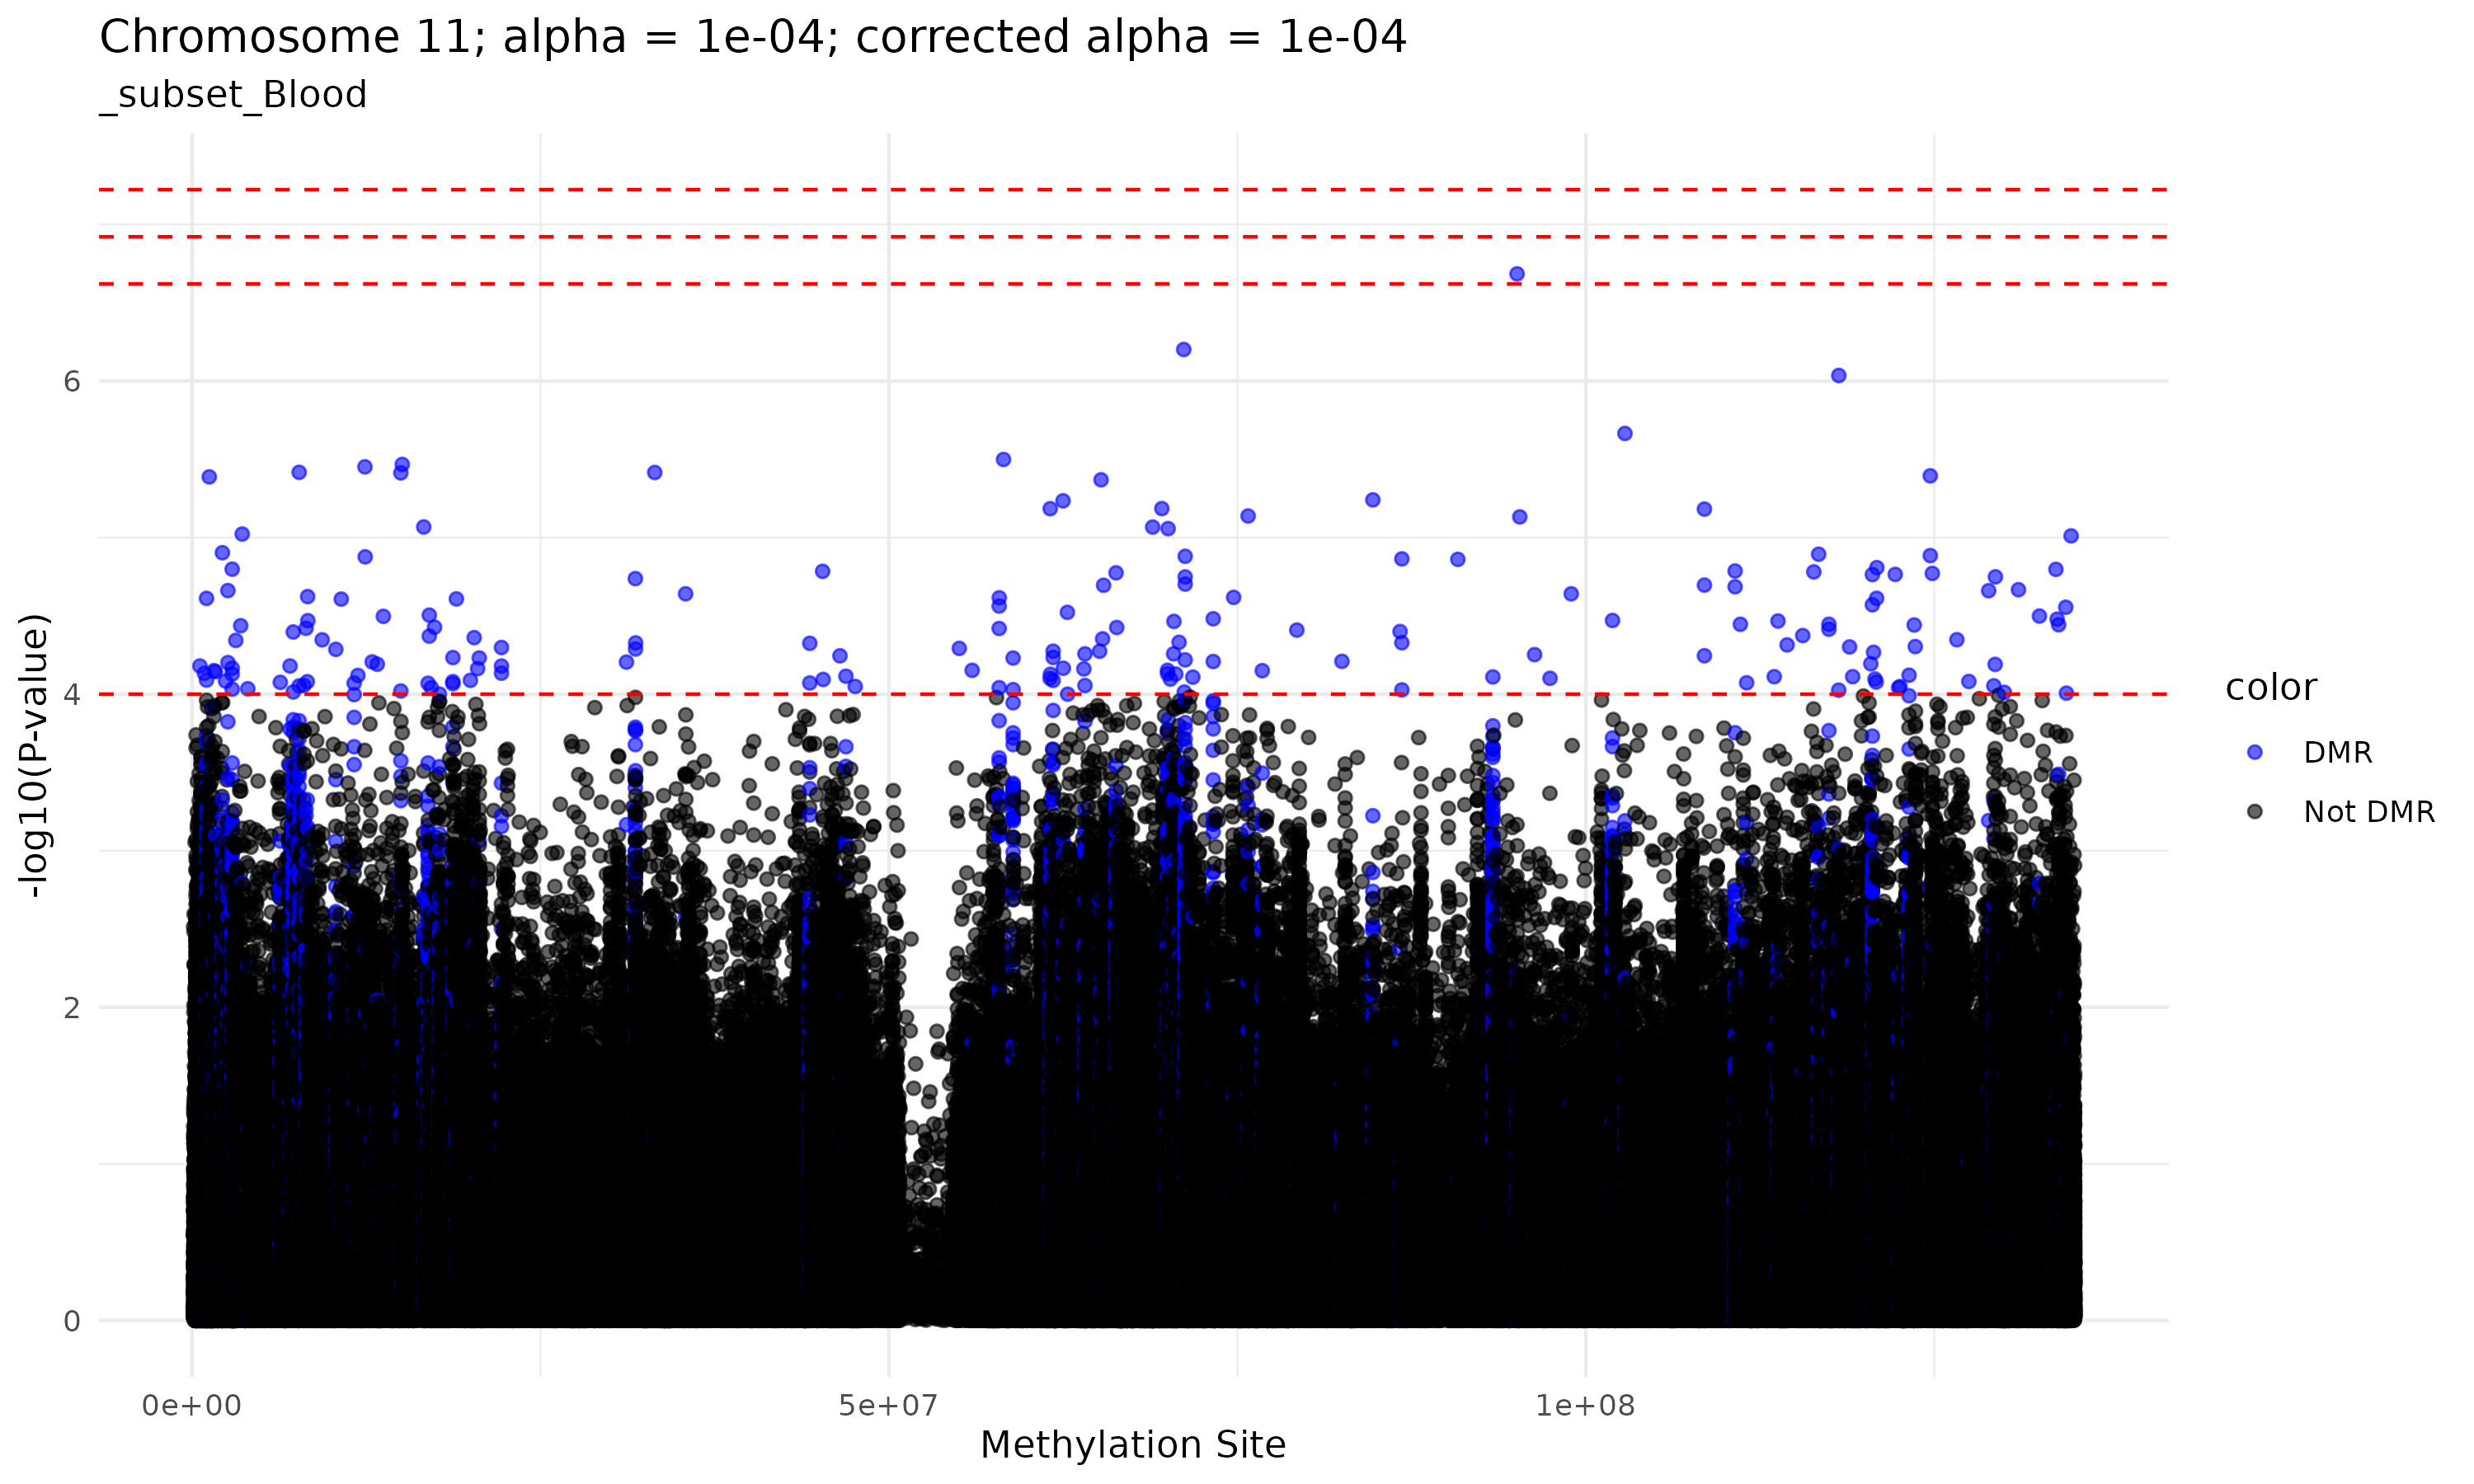 Chromosome 11; alpha = 1e-04; corrected alpha = 1e-04
_subset_Blood
-log10(P-value)
6
4
2
0
0e+00
5e+07
1e+08
Methylation Site
color
DMR
Not DMR